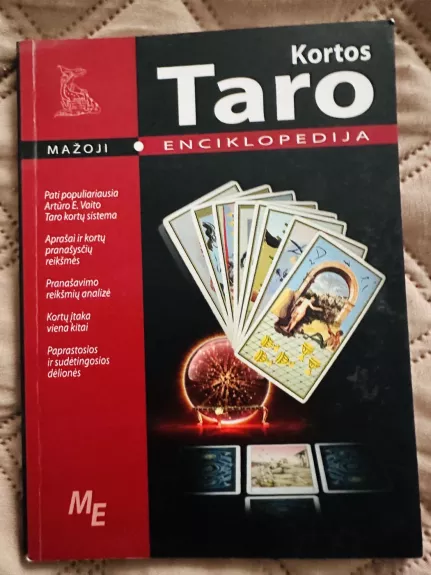 Kortos
Taro
MAŽOJI ENCIKLOPEDIJA
Pati populiariausia
Artūro E. Vaito
Taro kortų sistema
Aprašai ir kortų
pranašysčių
reikšmės
Pranašavimo
reikšmių analizė
Kortų įtaka
viena kitai
Paprastosios
ir sudėtingosios
dėlionės
ME